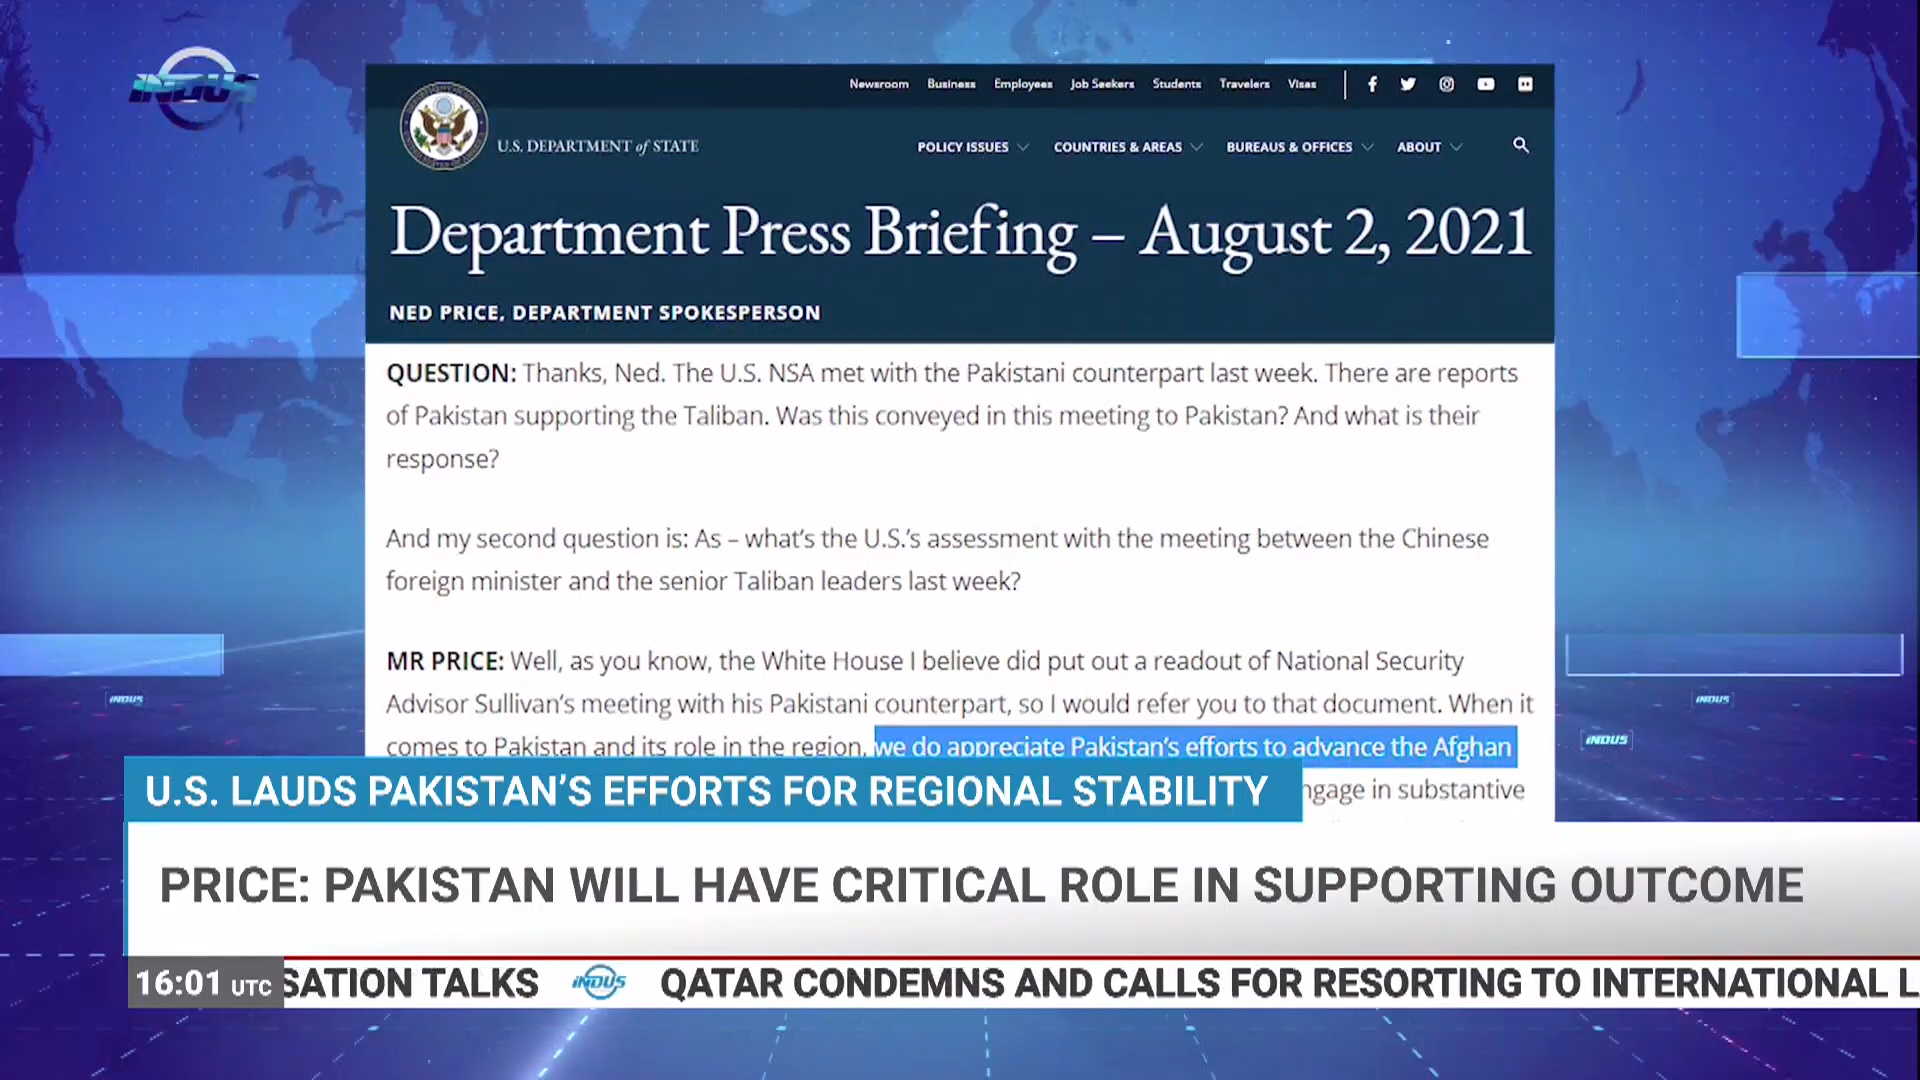 INDUS
Newsroom Business Employees Job Seekers Students Travelers Visas
U.S. DEPARTMENT of STATE
POLICY ISSUES COUNTRIES & AREAS BUREAUS & OFFICES ABOUT
Department Press Briefing – August 2, 2021
NED PRICE, DEPARTMENT SPOKESPERSON
QUESTION: Thanks, Ned. The U.S. NSA met with the Pakistani counterpart last week. There are reports
of Pakistan supporting the Taliban. Was this conveyed in this meeting to Pakistan? And what is their
response?
And my second question is: As – what's the U.S.'s assessment with the meeting between the Chinese
foreign minister and the senior Taliban leaders last week?
MR PRICE: Well, as you know, the White House I believe did put out a readout of National Security
Advisor Sullivan's meeting with his Pakistani counterpart, so I would refer you to that document. When it
comes to Pakistan and its role in the region, we do appreciate Pakistan's efforts to advance the Afghan
ngage in substantive
INDUS
INDUS
INDUS
U.S. LAUDS PAKISTAN'S EFFORTS FOR REGIONAL STABILITY
PRICE: PAKISTAN WILL HAVE CRITICAL ROLE IN SUPPORTING OUTCOME
16:01 UTC SATION TALKS INDUS QATAR CONDEMNS AND CALLS FOR RESORTING TO INTERNATIONAL L